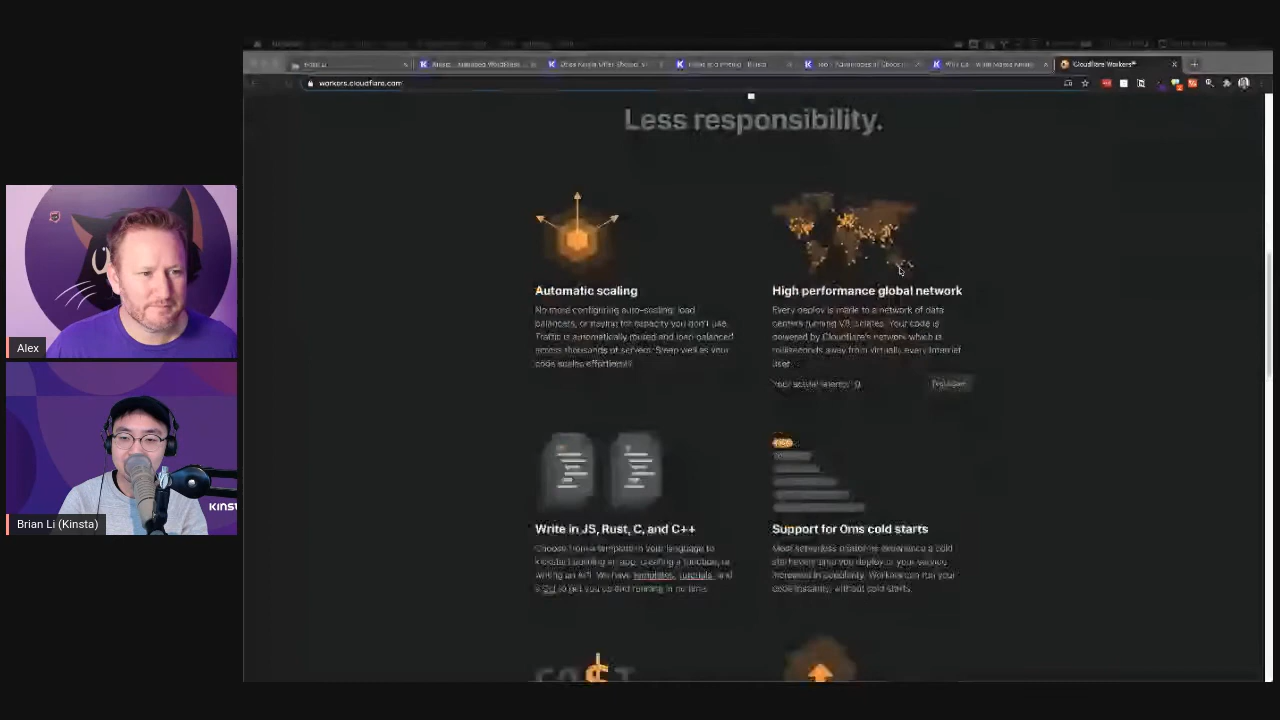 Cloudflare Workers®
workers.cloudflare.com
Less responsibility.
Automatic scaling
High performance global network
No more configuring auto-scaling, load
Every deploy is made to a network of data
balancers, or paying for capacity you don't use.
centers running V8 isolates. Your code is
Traffic is automatically routed and load balanced
powered by Cloudflare's network which is
across thousands of servers. Sleep well as your
milliseconds away from virtually every Internet
code scales effortlessly.
user.
Write in JS, Rust, C, and C++
Support for 0ms cold starts
Choose from a template in your language to
Most serverless platforms experience a cold
kickstart building an app, creating a function, or
start every time you deploy or your service
writing an API. We have templates, tutorials, and
increases in popularity. Workers can run your
a CLI to get you up and running in no time.
code instantly, without cold starts.
Alex
Brian Li (Kinsta)
KINST